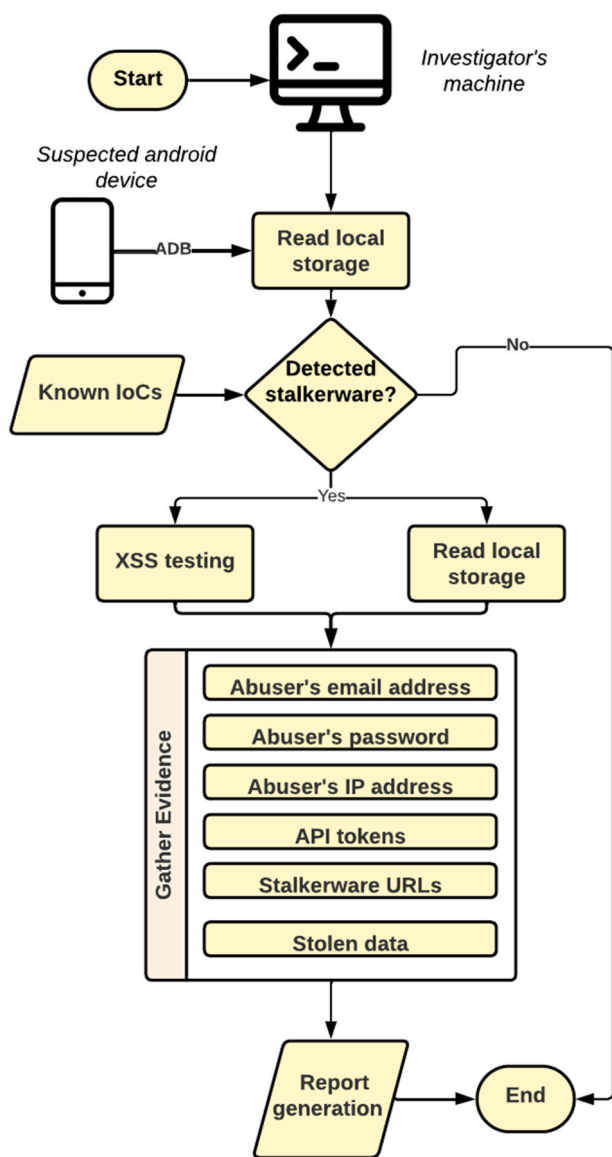 Start
Investigator's
machine
Suspected android
device
ADB
Read local
storage
No
Known IoCs
Detected
stalkerware?
Yes
XSS testing
Read local
storage
Gather Evidence
Abuser's email address
Abuser's password
Abuser's IP address
API tokens
Stalkerware URLs
Stolen data
Report
generation
End